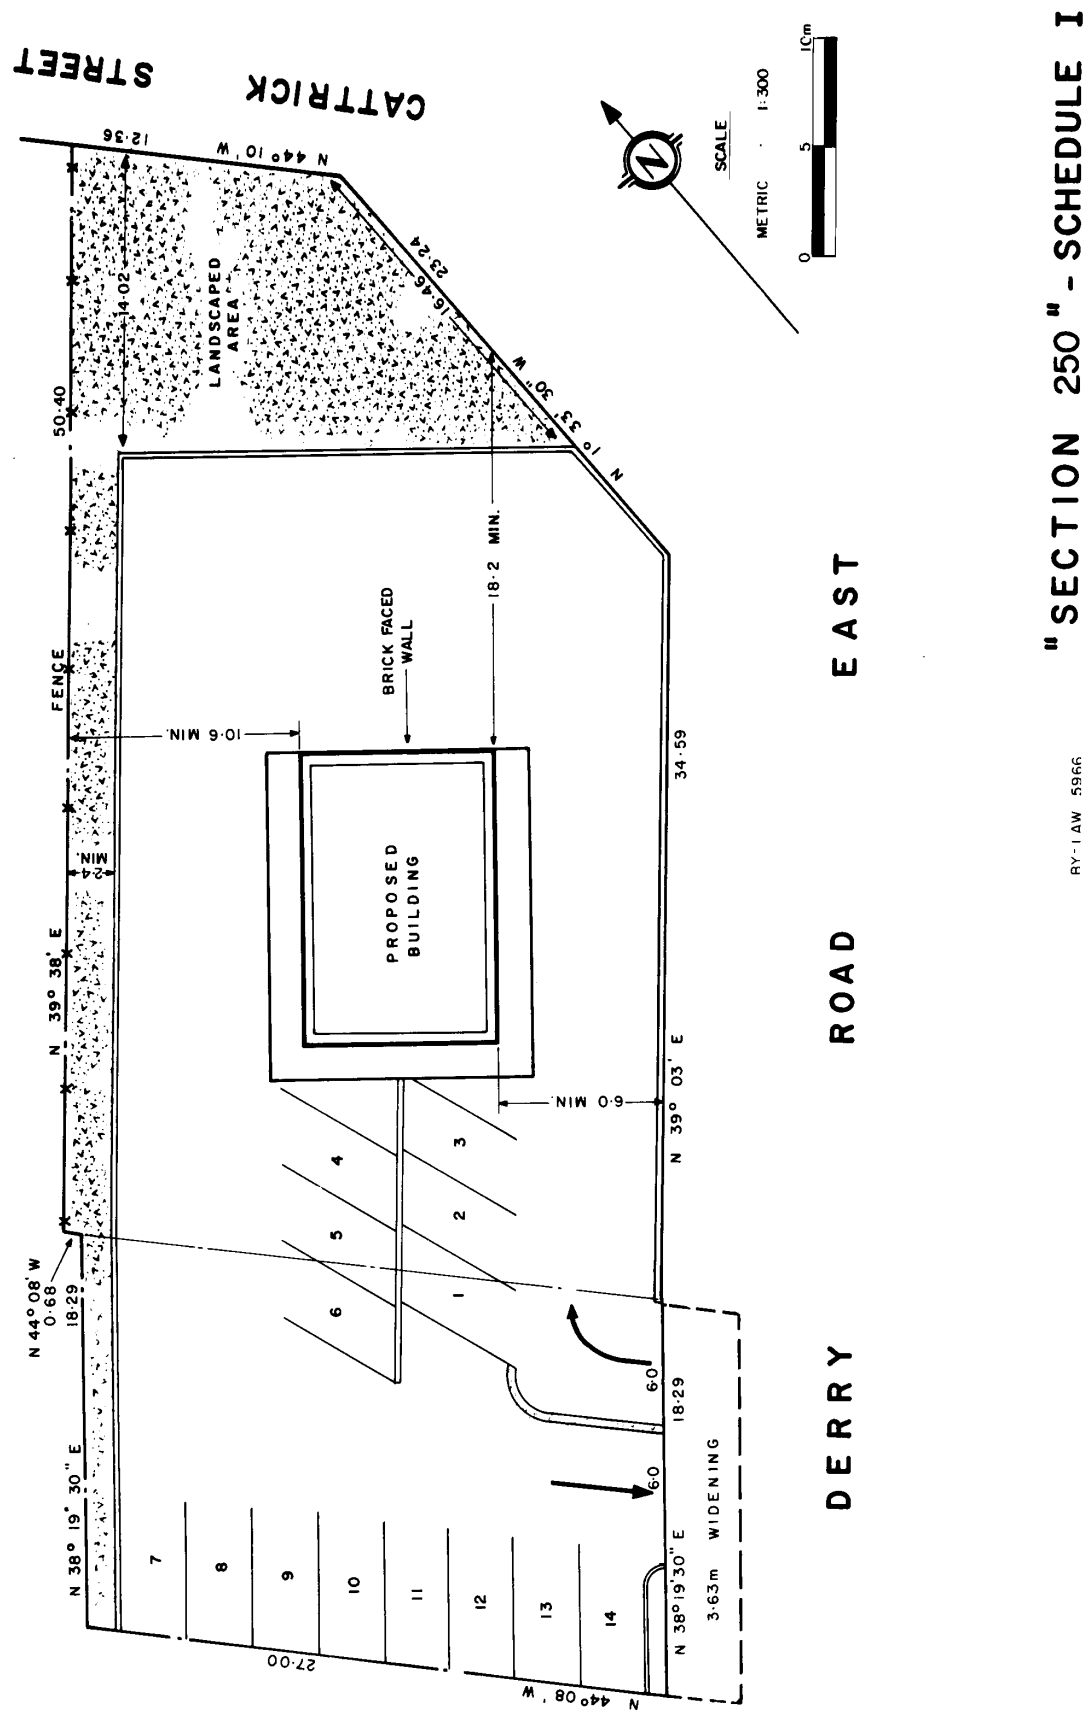 CATTRICK STREET
12·36
N 44° 10' W
14·02
LANDSCAPED
AREA
50·40
23·24
16·46
N 1° 33' 30" W
SCALE
METRIC · 1:300
0 5 10m
N
FENCE
18·2 MIN.
BRICK FACED
WALL
10·6 MIN.
2·4
MIN.
34·59
PROPOSED
BUILDING
N 39° 38' E
6·0 MIN.
N 39° 03' E
N 44° 08' W
0·68
18·29
4
3
5
2
6
1
6·0
18·29
6·0
N 38° 19' 30" E
3·63m WIDENING
N 38° 19' 30" E
7
8
9
10
11
12
13
14
27·00
N 44° 08' W
DERRY ROAD EAST
"SECTION 250" - SCHEDULE I
BY-LAW 5966